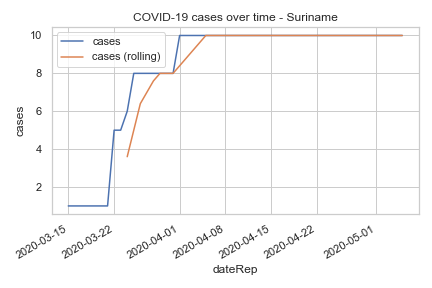 COVID-19 cases over time - Suriname
cases
cases (rolling)
10
8
6
4
2
cases
2020-03-15
2020-03-22
2020-04-01
2020-04-08
2020-04-15
2020-04-22
2020-05-01
dateRep